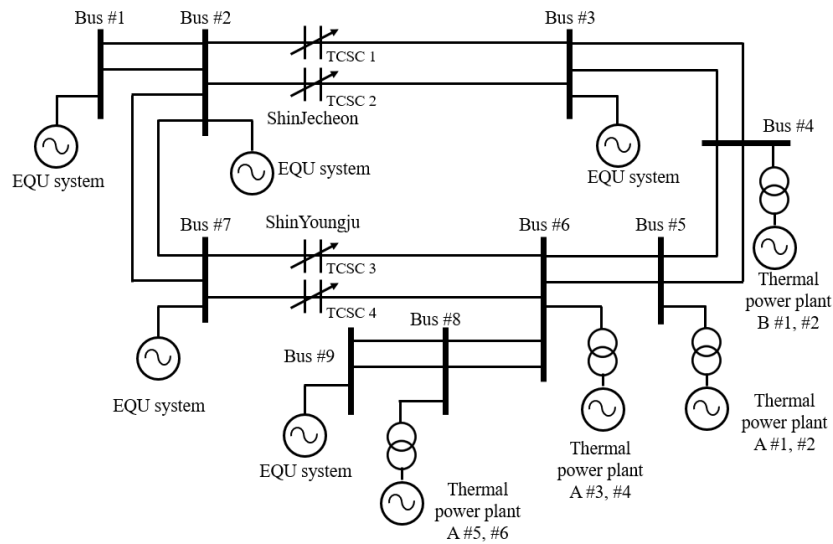 Bus #1
Bus #2
Bus #3
TCSC 1
TCSC 2
ShinJecheon
Bus #4
EQU system
EQU system
EQU system
Bus #7
ShinYoungju
Bus #6
Bus #5
TCSC 3
TCSC 4
Thermal
power plant
B #1, #2
Bus #8
Bus #9
EQU system
Thermal
power plant
A #1, #2
EQU system
Thermal
power plant
A #3, #4
Thermal
power plant
A #5, #6